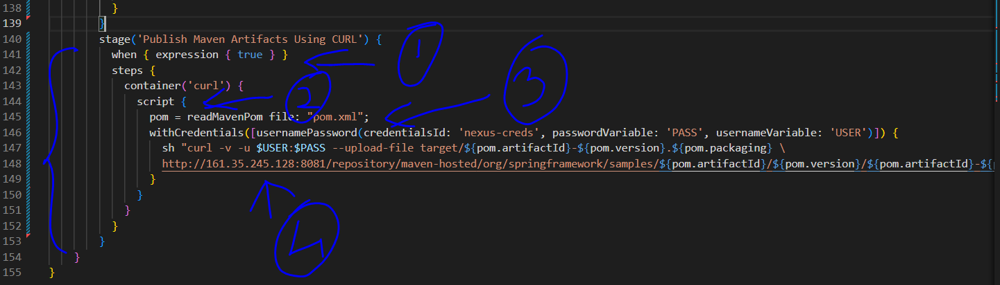 138 }
139 }
140 stage('Publish Maven Artifacts Using CURL') {
141 when { expression { true } }
142 steps {
143 container('curl') {
144 script {
145 pom = readMavenPom file: "pom.xml";
146 withCredentials([usernamePassword(credentialsId: 'nexus-creds', passwordVariable: 'PASS', usernameVariable: 'USER')]) {
147 sh "curl -v -u $USER:$PASS --upload-file target/${pom.artifactId}-${pom.version}.${pom.packaging} \
148 http://161.35.245.128:8081/repository/maven-hosted/org/springframework/samples/${pom.artifactId}/${pom.version}/${pom.artifactId}-${
149 }
150 }
151 }
152 }
153 }
154 }
155 }
1
2
3
4